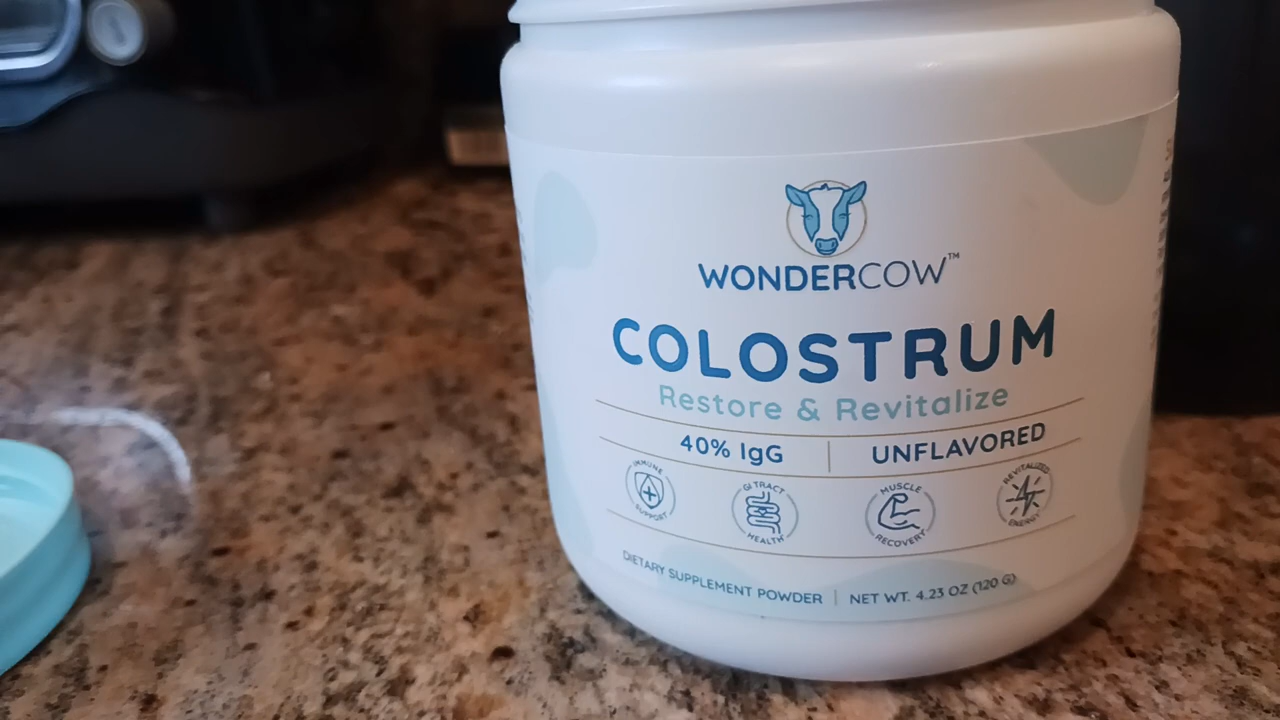 WONDERCOW™
COLOSTRUM
Restore & Revitalize
40% IgG | UNFLAVORED
IMMUNE SUPPORT
GI TRACT HEALTH
MUSCLE RECOVERY
REVITALIZED ENERGY
DIETARY SUPPLEMENT POWDER | NET WT. 4.23 OZ (120 G)